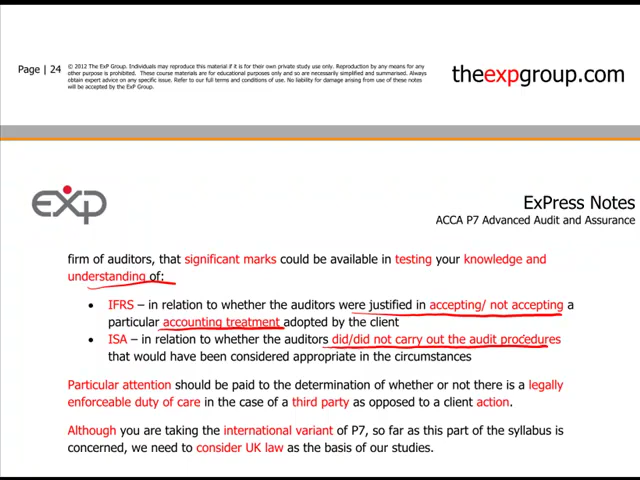 Page | 24
© 2012 The ExP Group. Individuals may reproduce this material if it is for their own private study use only. Reproduction by any means for any
other purpose is prohibited. These course materials are for educational purposes only and so are necessarily simplified and summarised. Always
obtain expert advice on any specific issue. Refer to our full terms and conditions of use. No liability for damage arising from use of these notes
will be accepted by the ExP Group.
theexpgroup.com
exp
ExPress Notes
ACCA P7 Advanced Audit and Assurance
firm of auditors, that significant marks could be available in testing your knowledge and
understanding of:
• IFRS – in relation to whether the auditors were justified in accepting/ not accepting a
particular accounting treatment adopted by the client
• ISA – in relation to whether the auditors did/did not carry out the audit procedures
that would have been considered appropriate in the circumstances
Particular attention should be paid to the determination of whether or not there is a legally
enforceable duty of care in the case of a third party as opposed to a client action.
Although you are taking the international variant of P7, so far as this part of the syllabus is
concerned, we need to consider UK law as the basis of our studies.